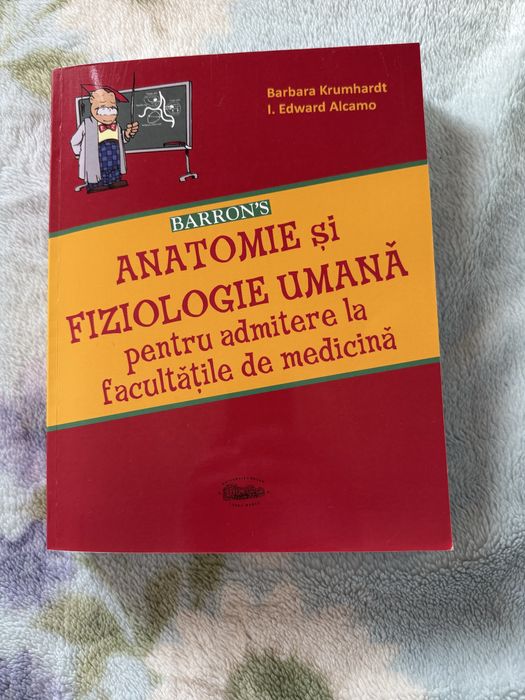 Barbara Krumhardt
I. Edward Alcamo
BARRON'S
ANATOMIE și
FIZIOLOGIE UMANĂ
pentru admitere la
facultățile de medicină